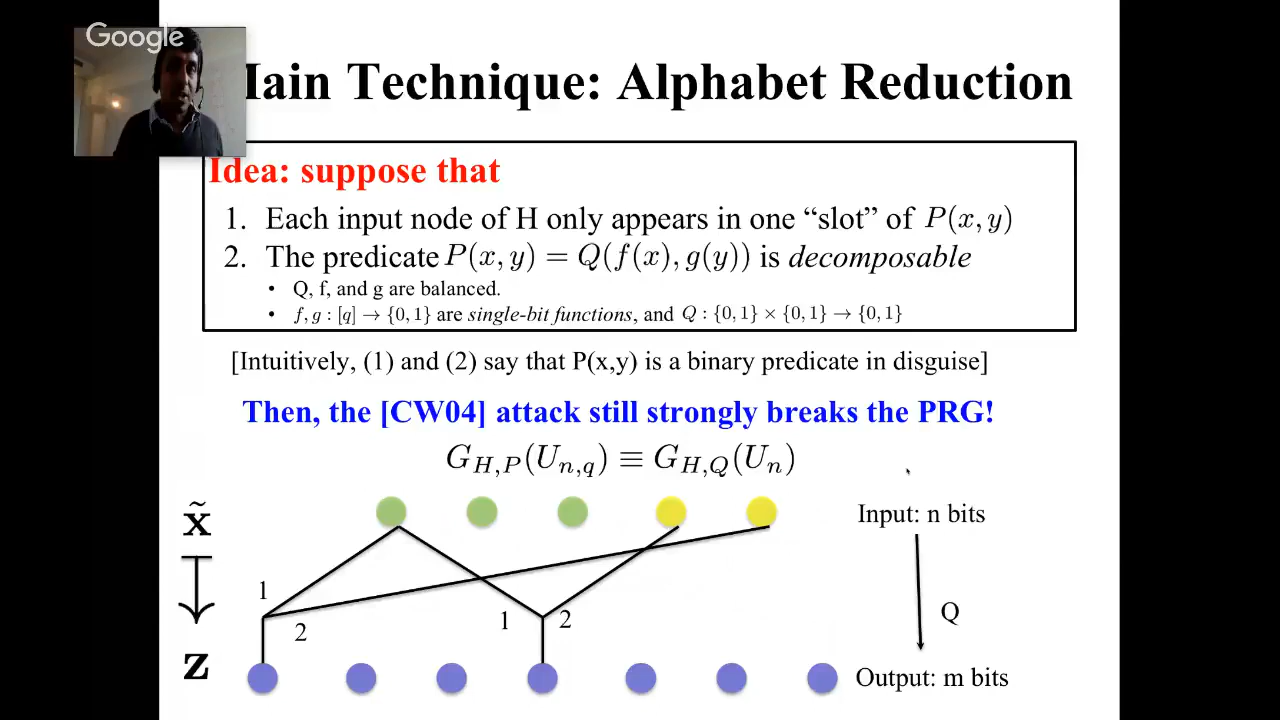 Google
Main Technique: Alphabet Reduction
Idea: suppose that
1. Each input node of H only appears in one “slot” of P(x, y)
2. The predicate P(x, y) = Q(f(x), g(y)) is decomposable
• Q, f, and g are balanced.
• f, g : [q] → {0, 1} are single-bit functions, and Q : {0, 1} × {0, 1} → {0, 1}
[Intuitively, (1) and (2) say that P(x,y) is a binary predicate in disguise]
Then, the [CW04] attack still strongly breaks the PRG!
G_{H,P}(U_{n,q}) ≡ G_{H,Q}(U_n)
x̃
Input: n bits
1
2
1
2
Q
z
Output: m bits